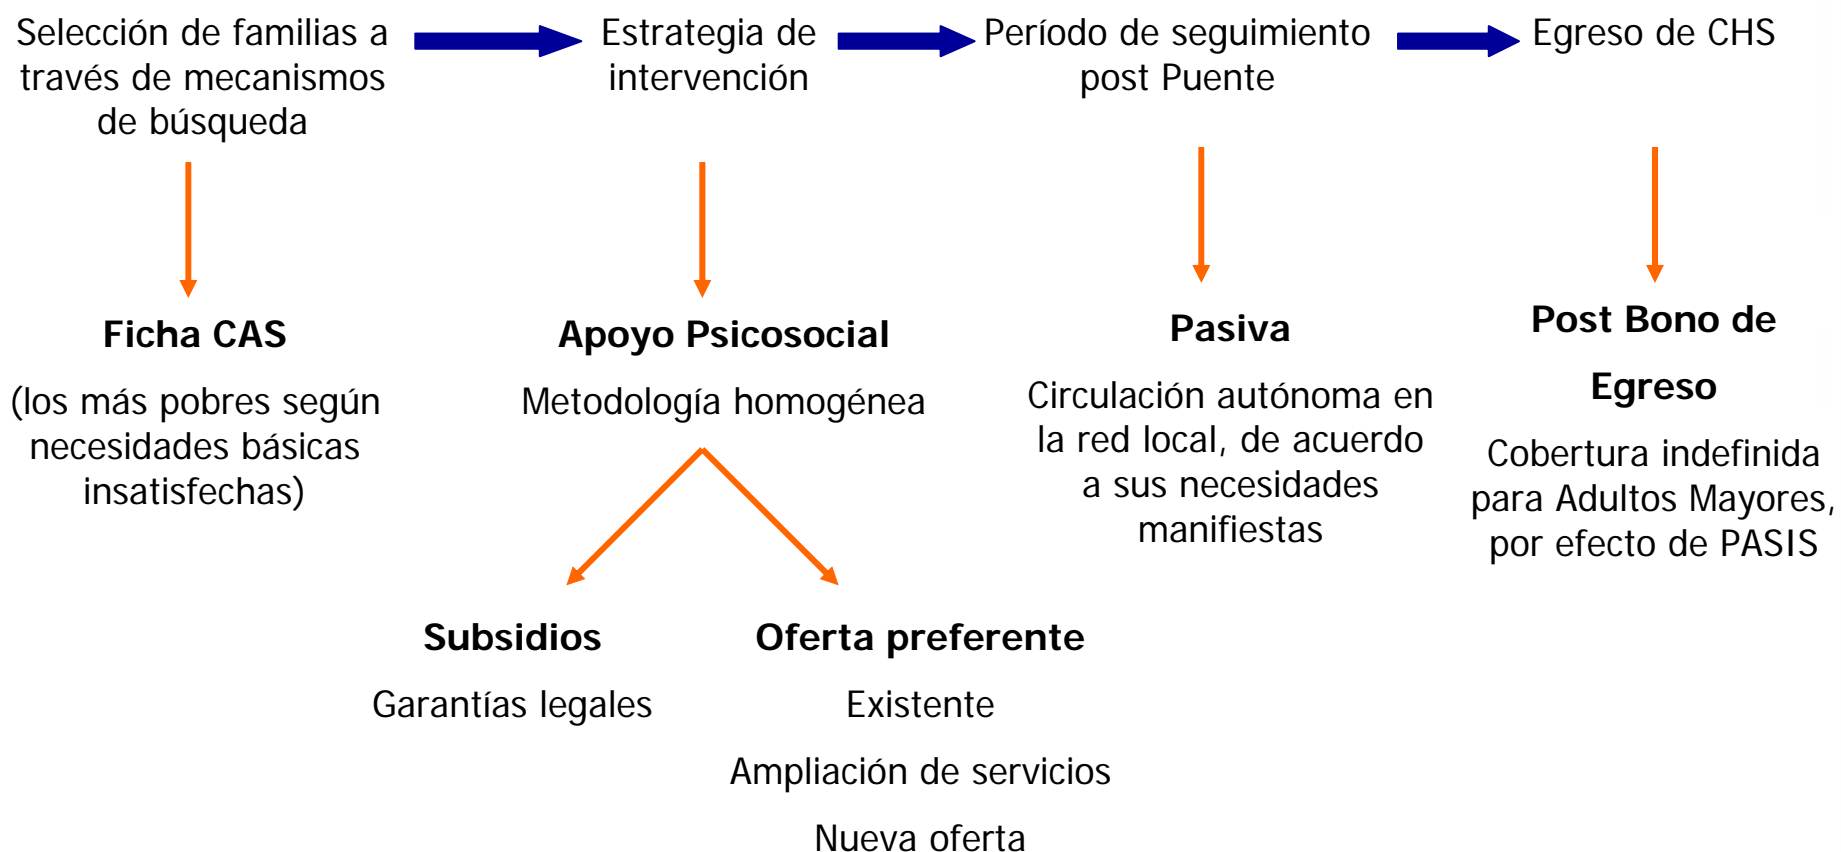 Selección de familias a
través de mecanismos
de búsqueda
Estrategia de
intervención
Período de seguimiento
post Puente
Egreso de CHS
Ficha CAS
(los más pobres según
necesidades básicas
insatisfechas)
Apoyo Psicosocial
Metodología homogénea
Pasiva
Circulación autónoma en
la red local, de acuerdo
a sus necesidades
manifiestas
Post Bono de
Egreso
Cobertura indefinida
para Adultos Mayores,
por efecto de PASIS
Subsidios
Garantías legales
Oferta preferente
Existente
Ampliación de servicios
Nueva oferta